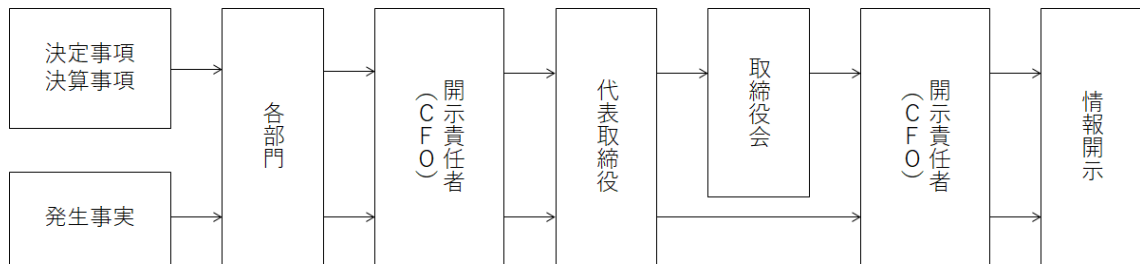 決定事項
決算事項
発生事実
各部門
開示責任者
(CFO)
代表取締役
取締役会
開示責任者
(CFO)
情報開示